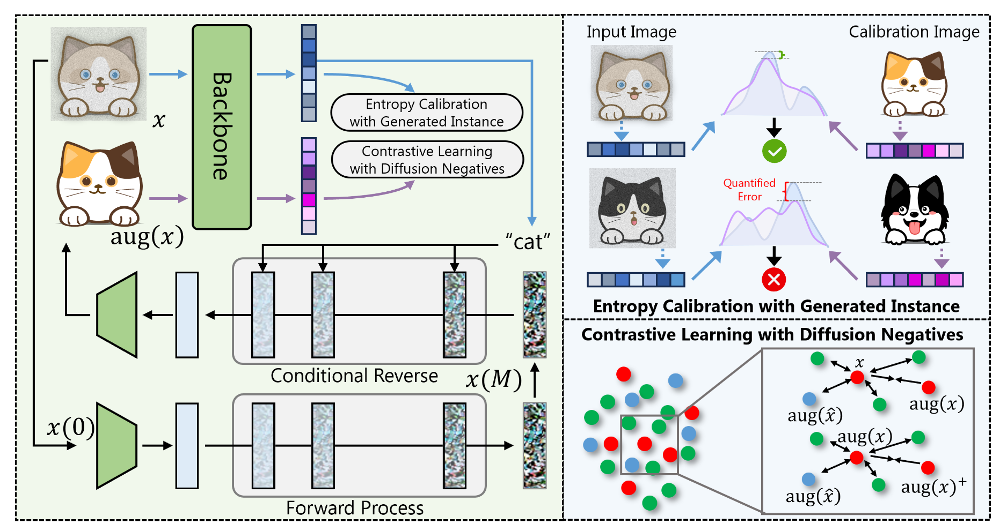 x
Backbone
Entropy Calibration
with Generated Instance
Contrastive Learning
with Diffusion Negatives
aug(x)
“cat”
Conditional Reverse
x(M)
x(0)
Forward Process
Input Image
Calibration Image
Quantified
Error
Entropy Calibration with Generated Instance
Contrastive Learning with Diffusion Negatives
x
aug(x)
aug(x̂)
aug(x)
aug(x)⁺
aug(x̂)